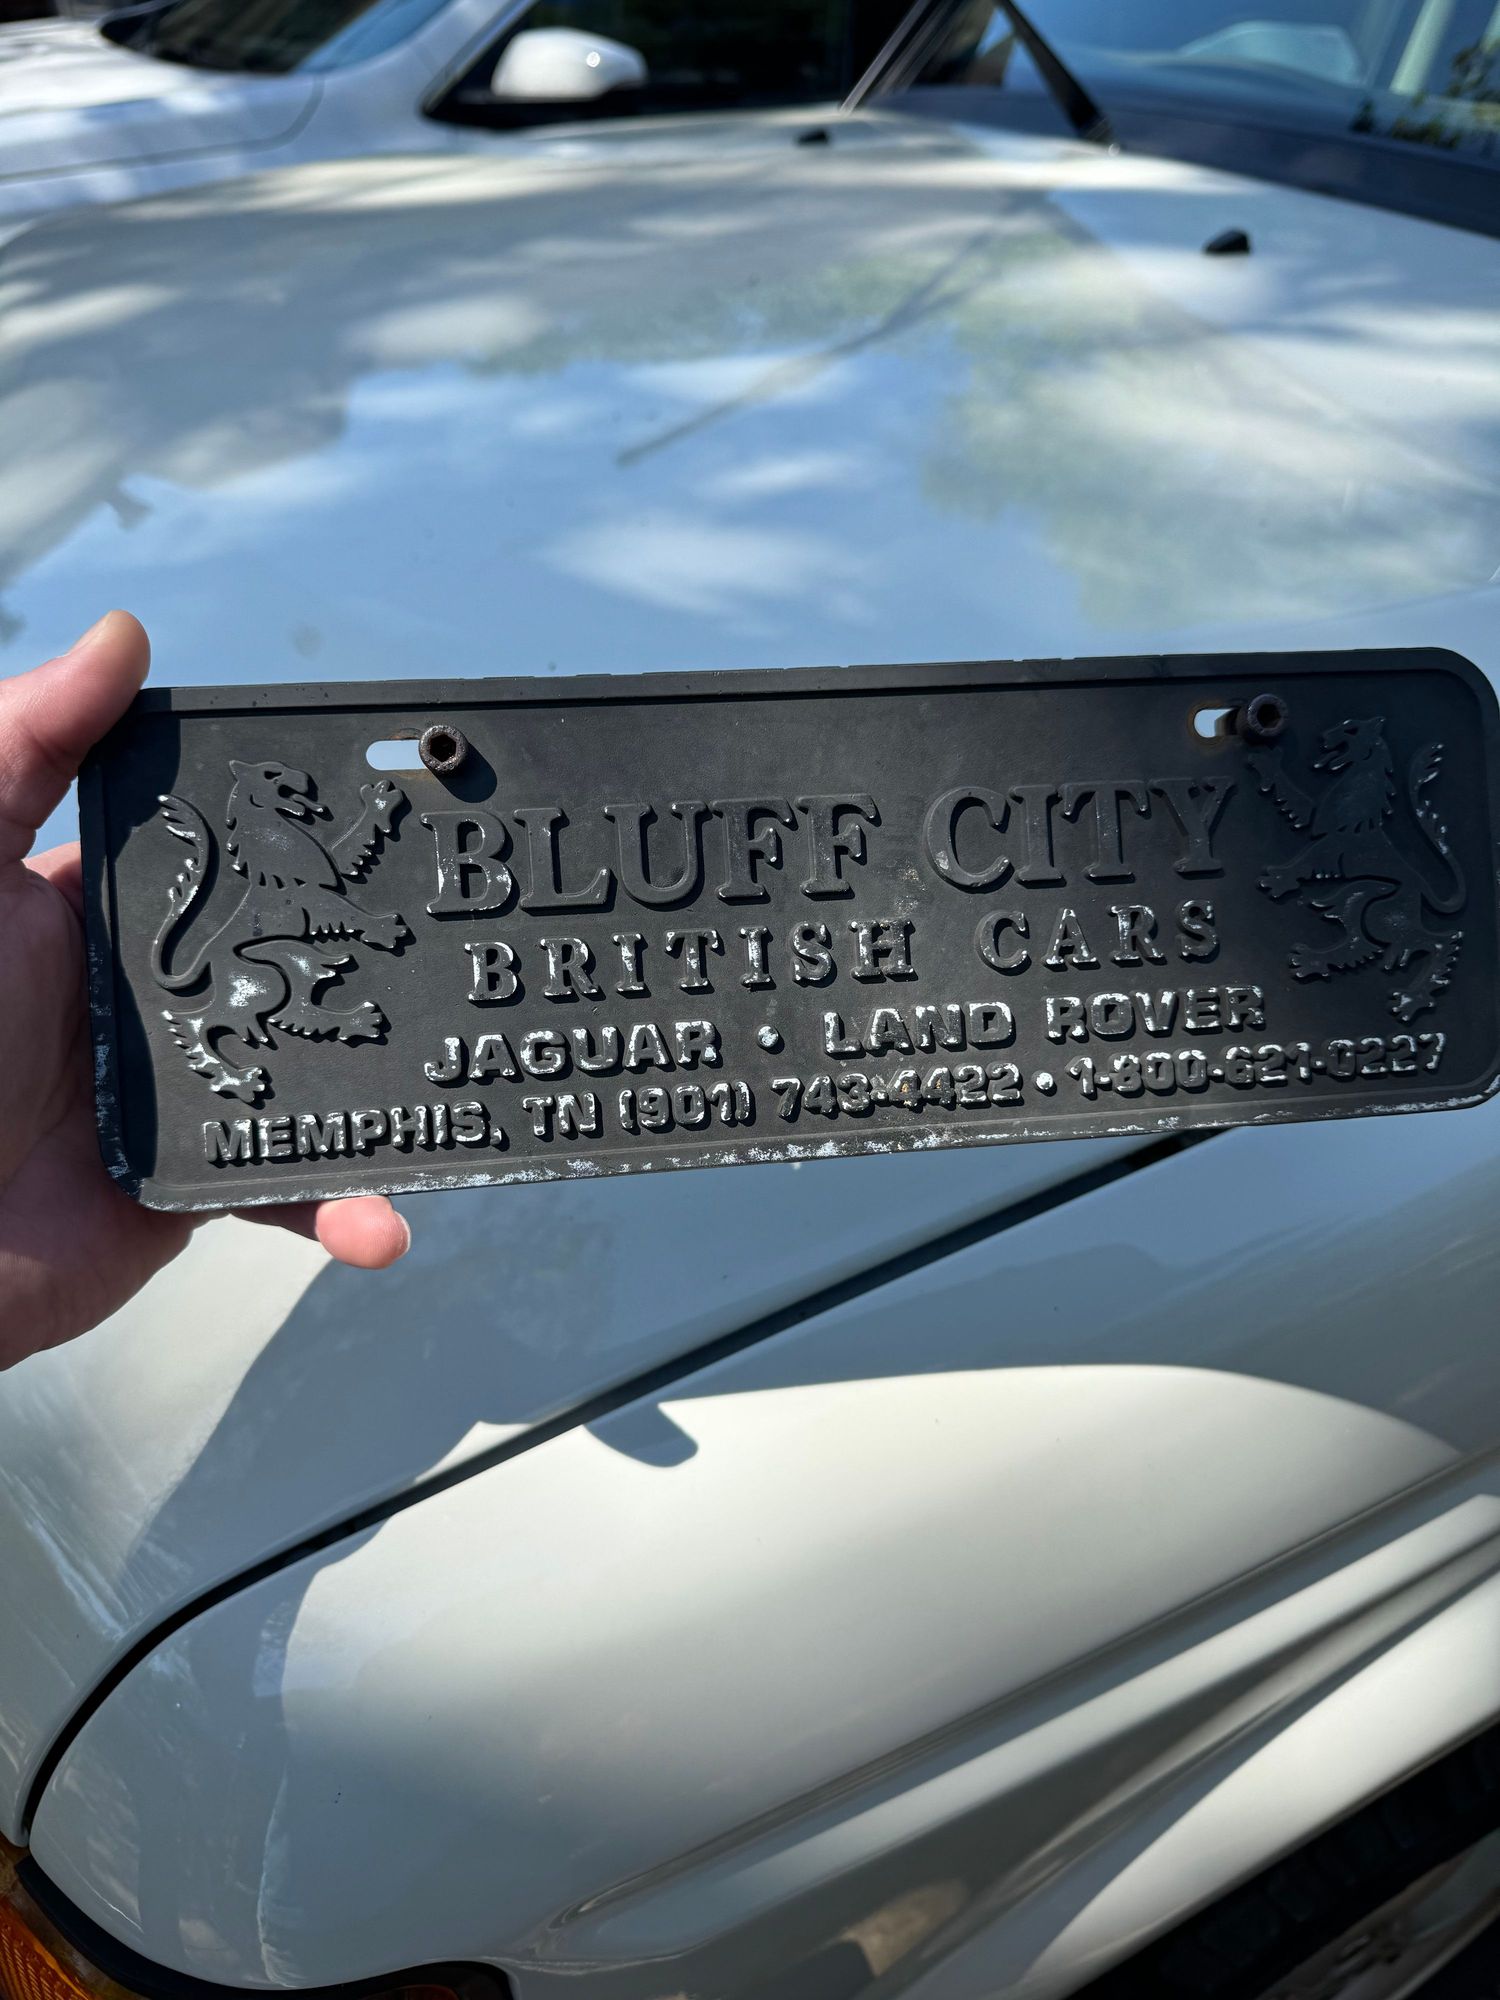 BLUFF CITY
BRITISH CARS
JAGUAR • LAND ROVER
MEMPHIS, TN (901) 743-4422 • 1-800-621-0227